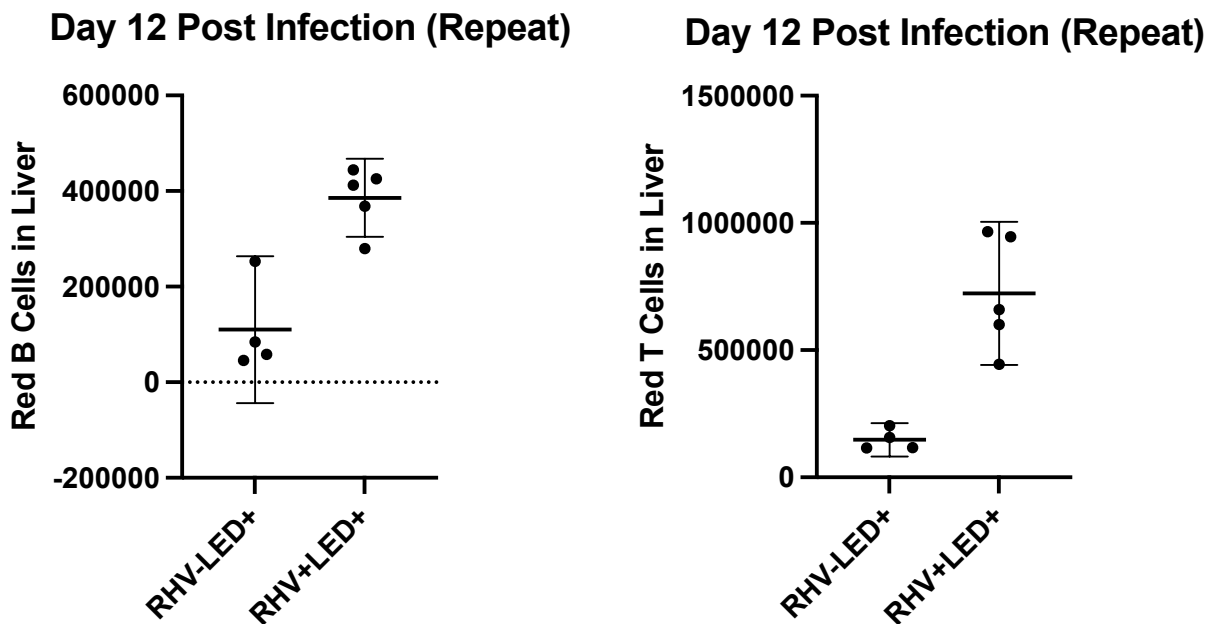 Day 12 Post Infection (Repeat)
Red B Cells in Liver
600000
400000
200000
0
-200000
RHV-LED+
RHV+LED+
Day 12 Post Infection (Repeat)
Red T Cells in Liver
1500000
1000000
500000
0
RHV-LED+
RHV+LED+